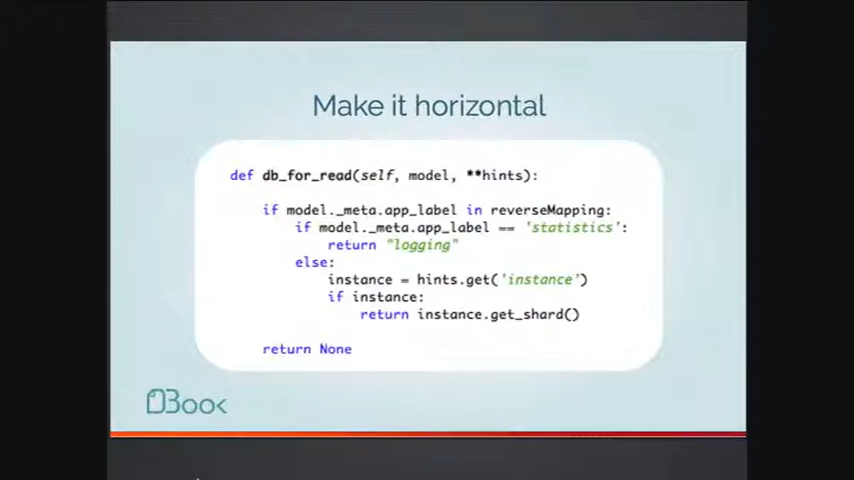 Make it horizontal
def db_for_read(self, model, **hints):
if model._meta.app_label in reverseMapping:
if model._meta.app_label == 'statistics':
return "logging"
else:
instance = hints.get('instance')
if instance:
return instance.get_shard()
return None
DBook